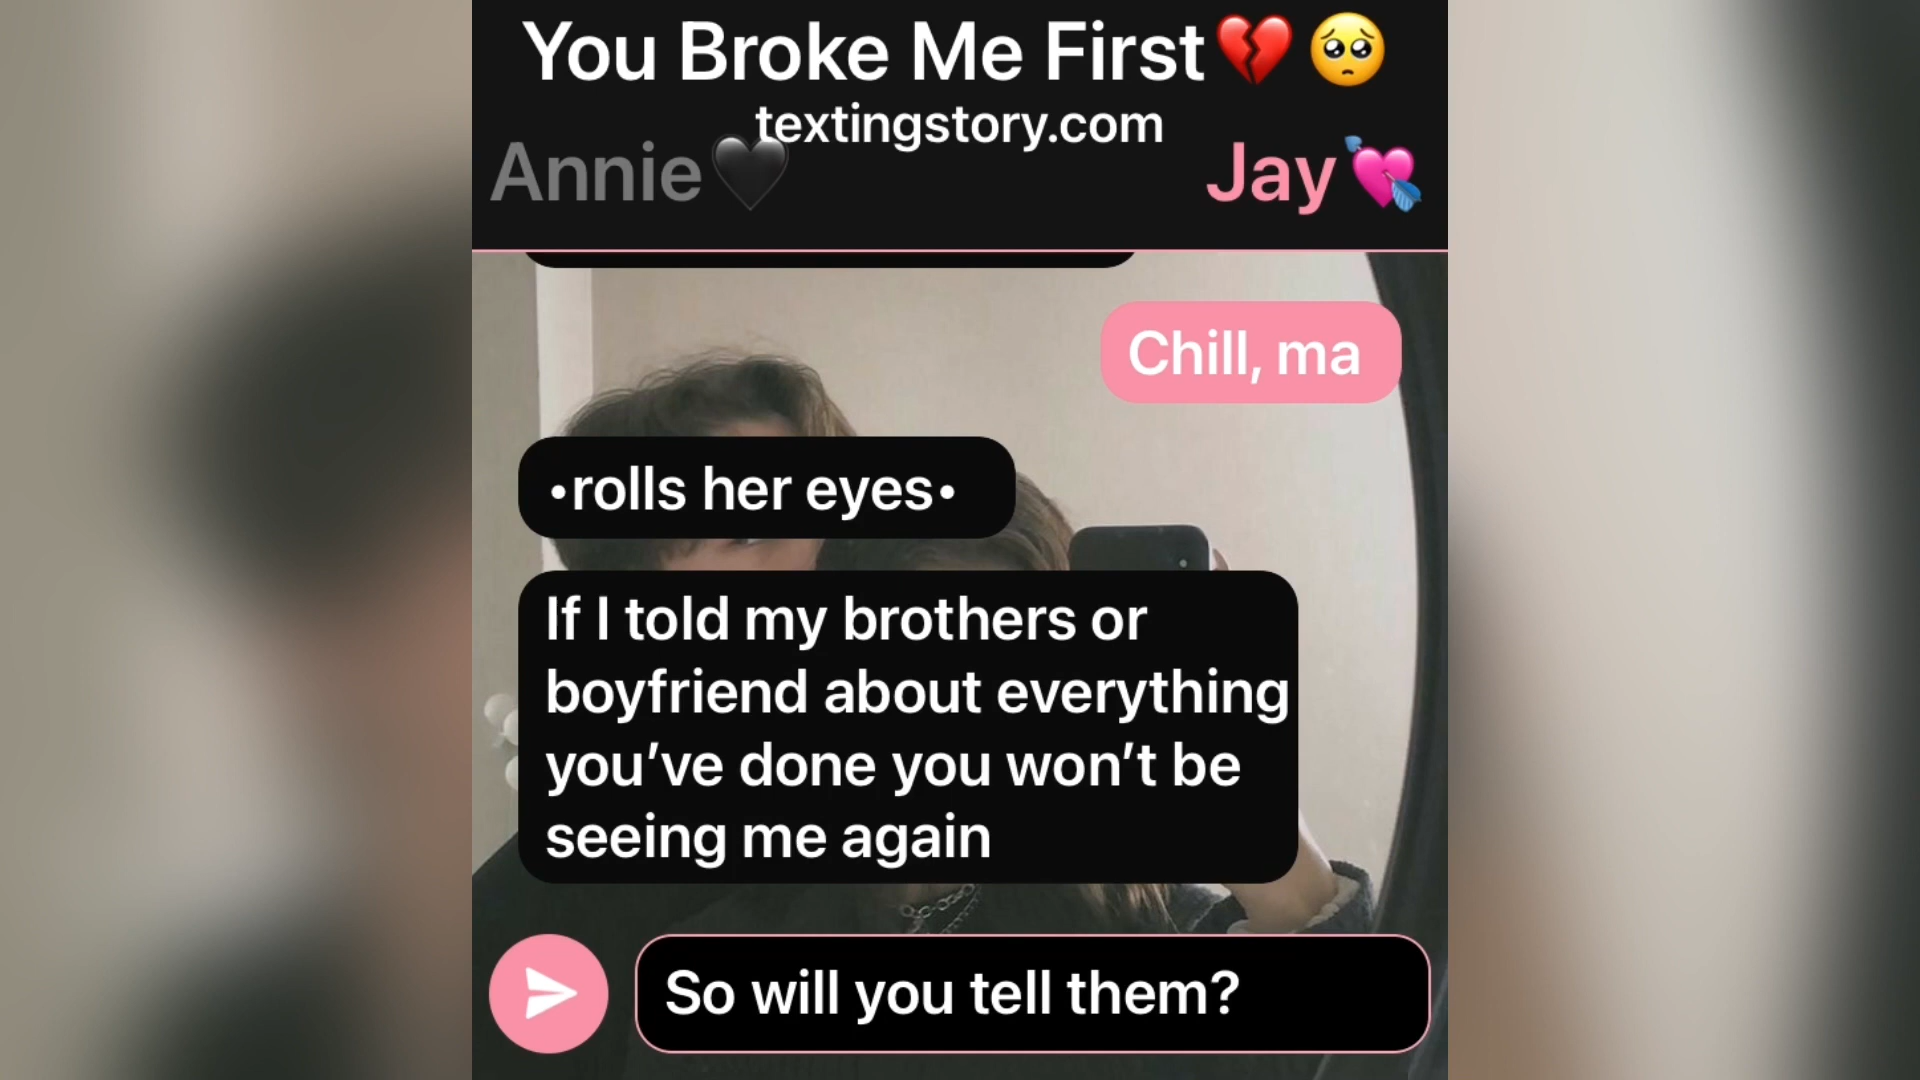 You Broke Me First💔🥺
textingstory.com
Annie🖤
Jay💘
Chill, ma
•rolls her eyes•
If I told my brothers or
boyfriend about everything
you’ve done you won’t be
seeing me again
So will you tell them?